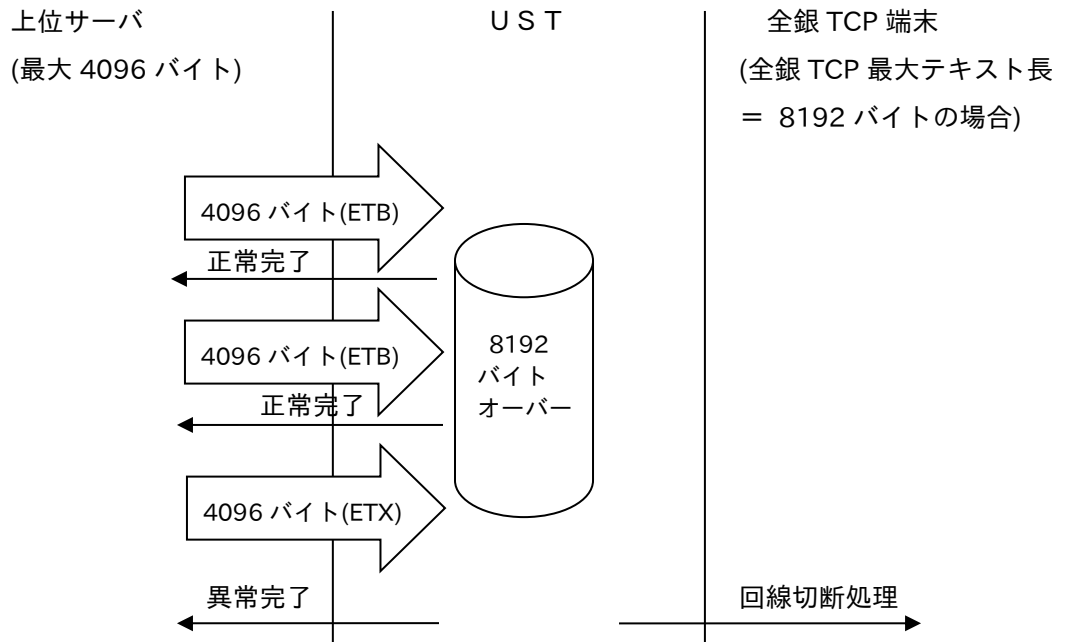 上位サーバ
UST
全銀 TCP 端末
(最大 4096 バイト)
(全銀 TCP 最大テキスト長
= 8192 バイトの場合)
4096 バイト(ETB)
正常完了
4096 バイト(ETB)
8192
バイト
オーバー
正常完了
4096 バイト(ETX)
異常完了
回線切断処理